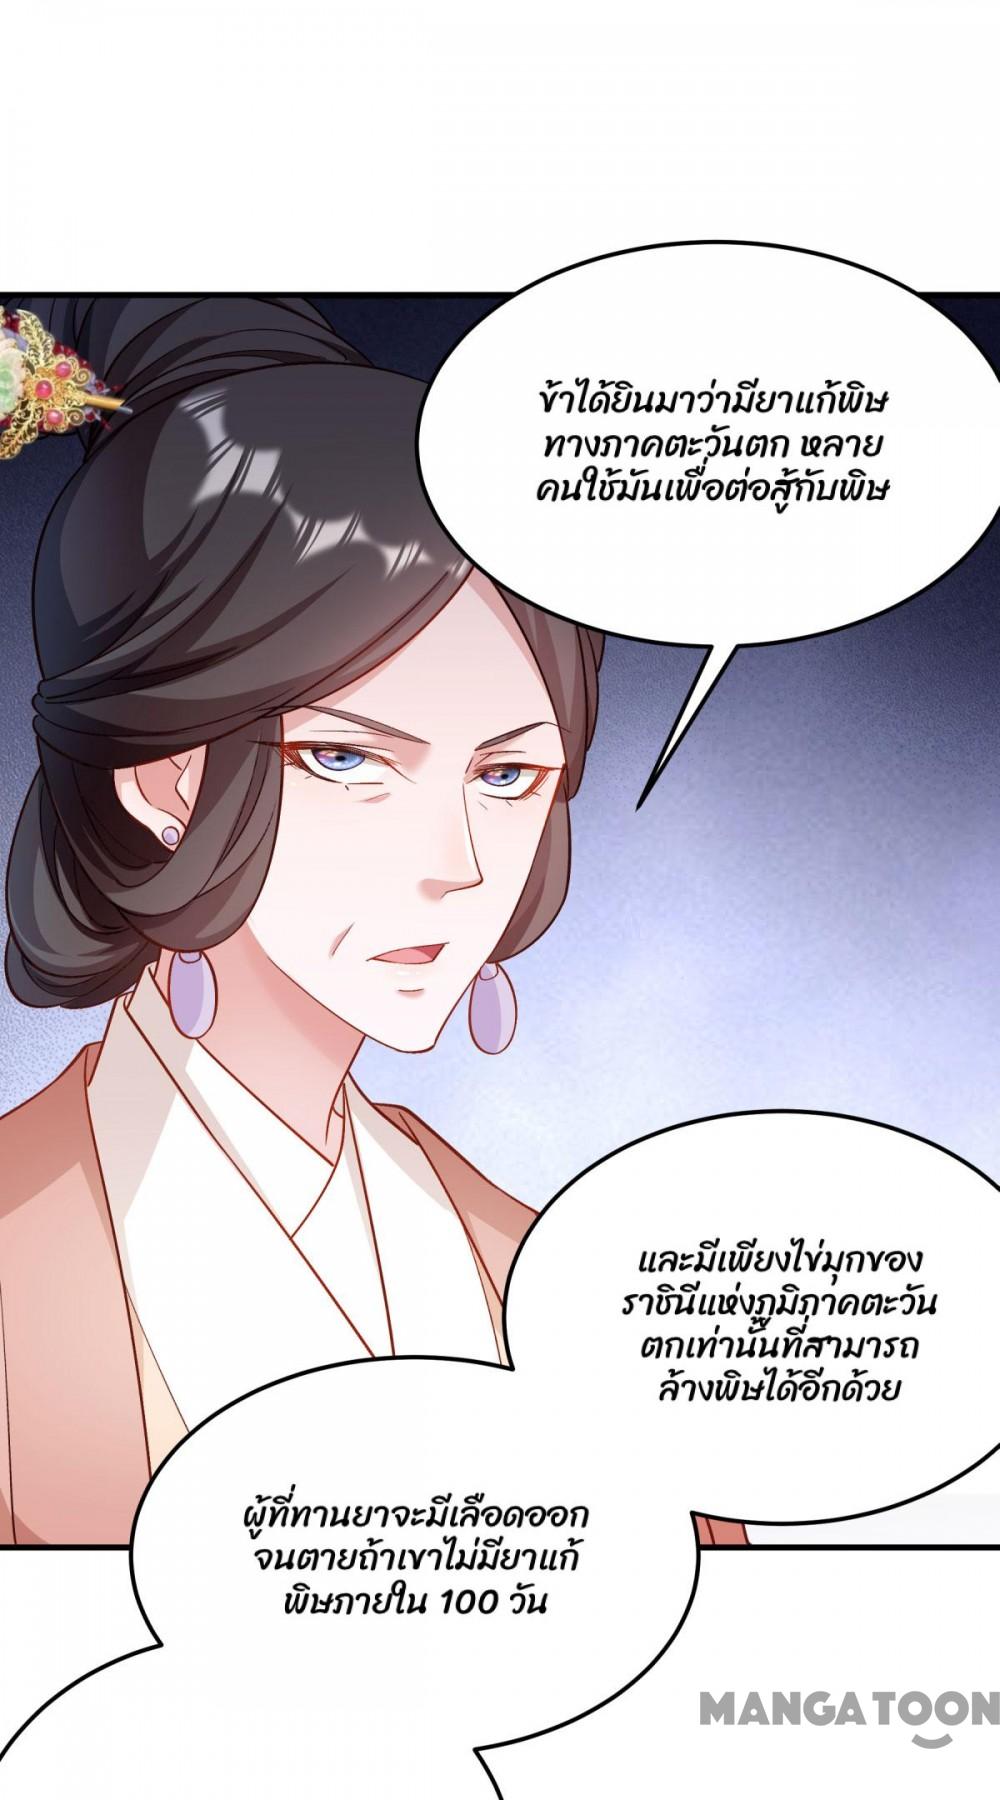 ข้าได้ยินมาว่ามียาแก้พิษ
ทางภาคตะวันตก หลาย
คนใช้มันเพื่อต่อสู้กับพิษ
และมีเพียงไข่มุกของ
ราชินีแห่งภูมิภาคตะวัน
ตกเท่านั้นที่สามารถ
ล้างพิษได้อีกด้วย
ผู้ที่ทานยาจะมีเลือดออก
จนตายถ้าเขาไม่มียาแก้
พิษภายใน 100 วัน
MANGATOON